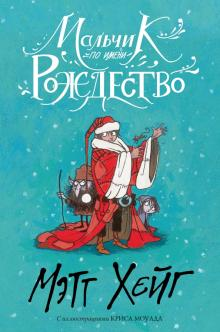 МальчиК
по имени
РОЖДЕСТВО
МЭТТ ХЕЙГ
С иллюстрациями КРИСА МОУЛДА